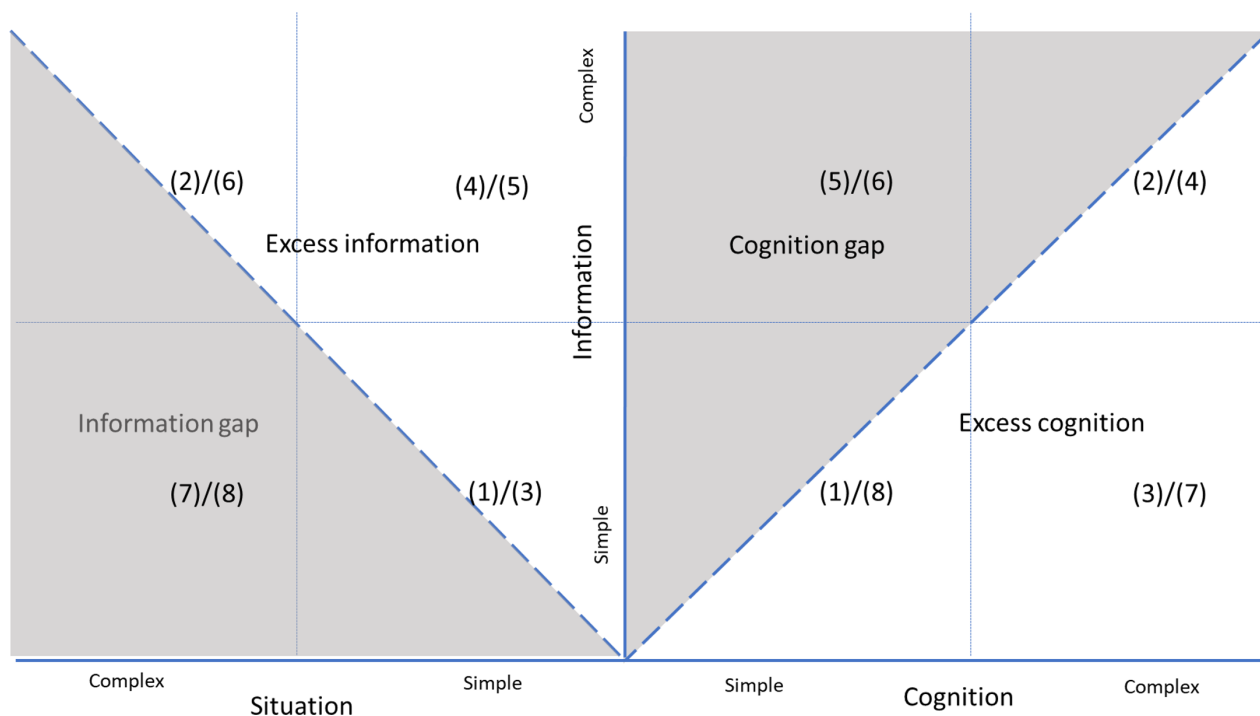 Complex
(2)/(6)
(4)/(5)
(5)/(6)
(2)/(4)
Excess information
Information
Cognition gap
Information gap
Excess cognition
(7)/(8)
(1)/(3)
Simple
(1)/(8)
(3)/(7)
Complex
Simple
Simple
Complex
Situation
Cognition